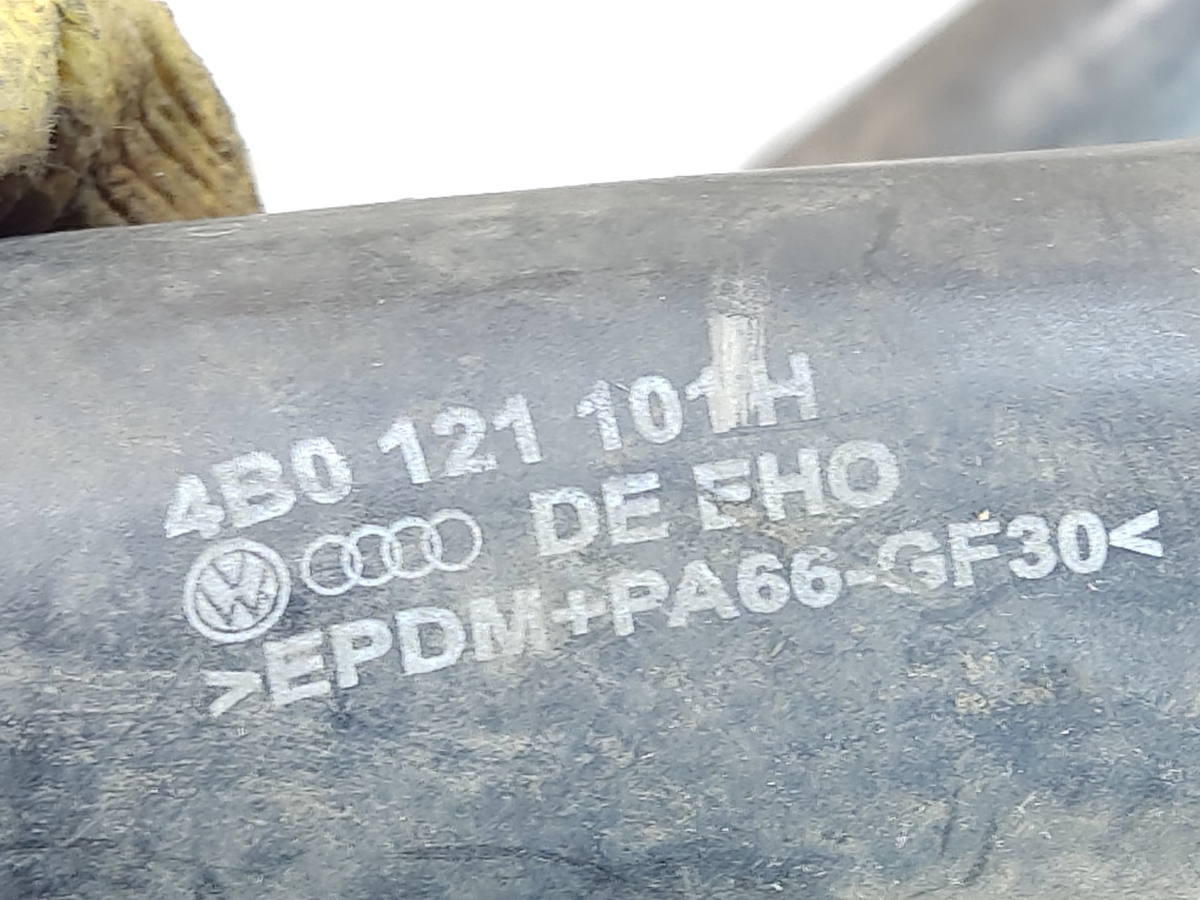 4B0 121 101 H
DE EHO
>EPDM+PA66-GF30<